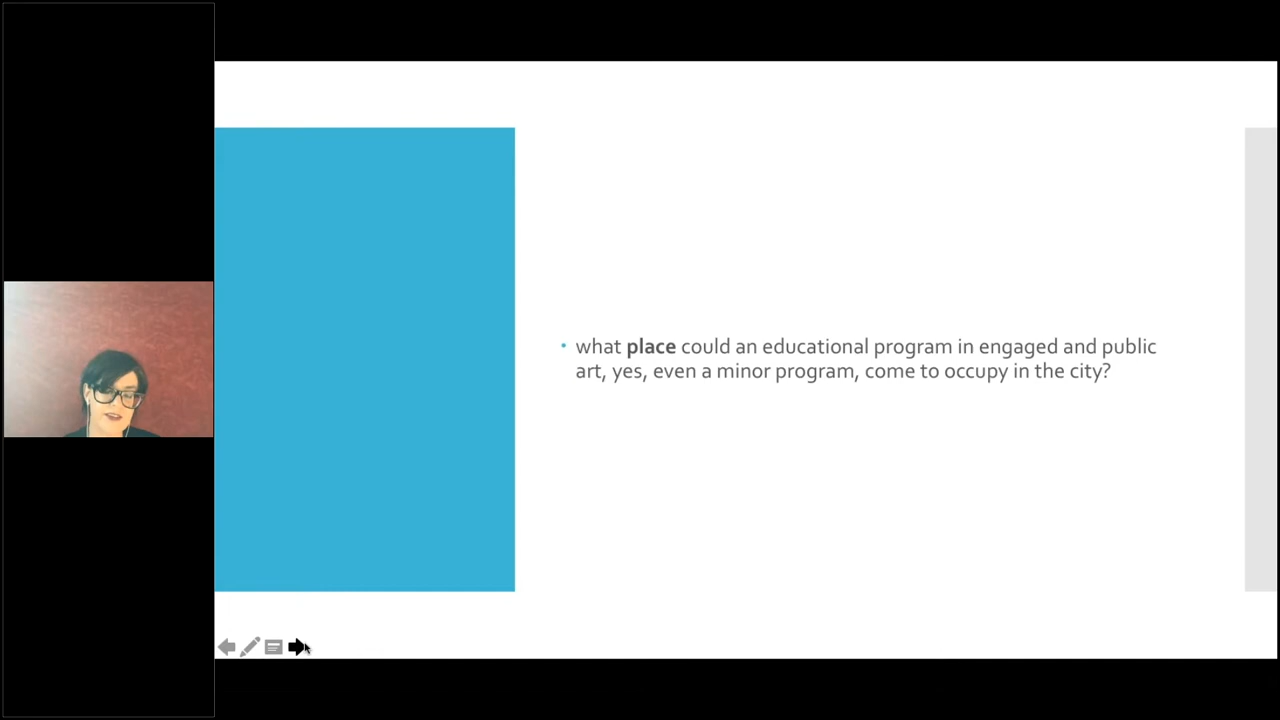 • what place could an educational program in engaged and public
art, yes, even a minor program, come to occupy in the city?